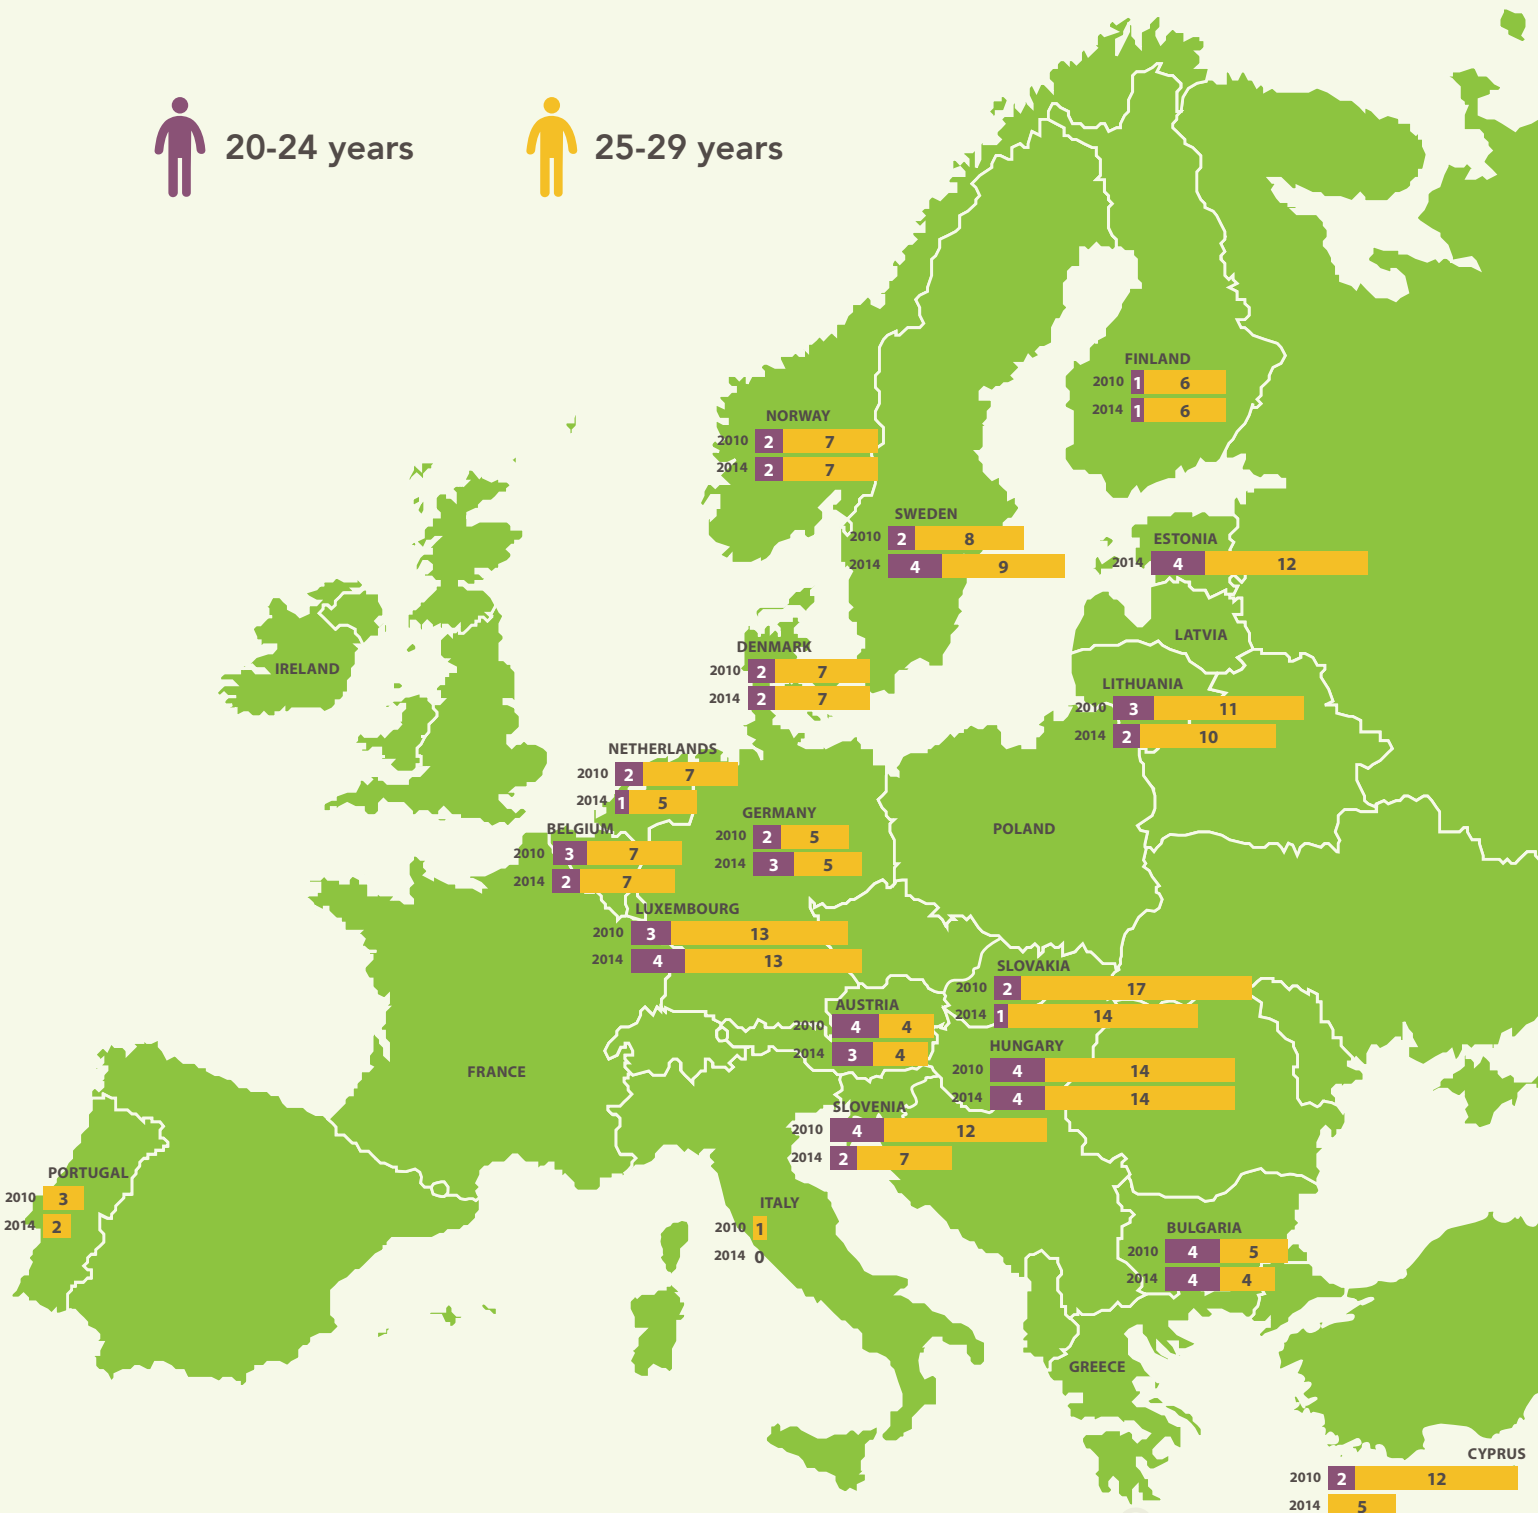 20-24 years
25-29 years
FINLAND
2010 1 6
2014 1 6
NORWAY
2010 2 7
2014 2 7
SWEDEN
2010 2 8
2014 4 9
ESTONIA
2014 4 12
LATVIA
IRELAND
DENMARK
2010 2 7
2014 2 7
LITHUANIA
2010 3 11
2014 2 10
NETHERLANDS
2010 2 7
2014 1 5
GERMANY
2010 2 5
2014 3 5
POLAND
BELGIUM
2010 3 7
2014 2 7
LUXEMBOURG
2010 3 13
2014 4 13
SLOVAKIA
2010 2 17
2014 1 14
AUSTRIA
2010 4 4
2014 3 4
HUNGARY
2010 4 14
2014 4 14
FRANCE
SLOVENIA
2010 4 12
2014 2 7
PORTUGAL
2010 3
2014 2
ITALY
2010 1
2014 0
BULGARIA
2010 4 5
2014 4 4
GREECE
CYPRUS
2010 2 12
2014 5